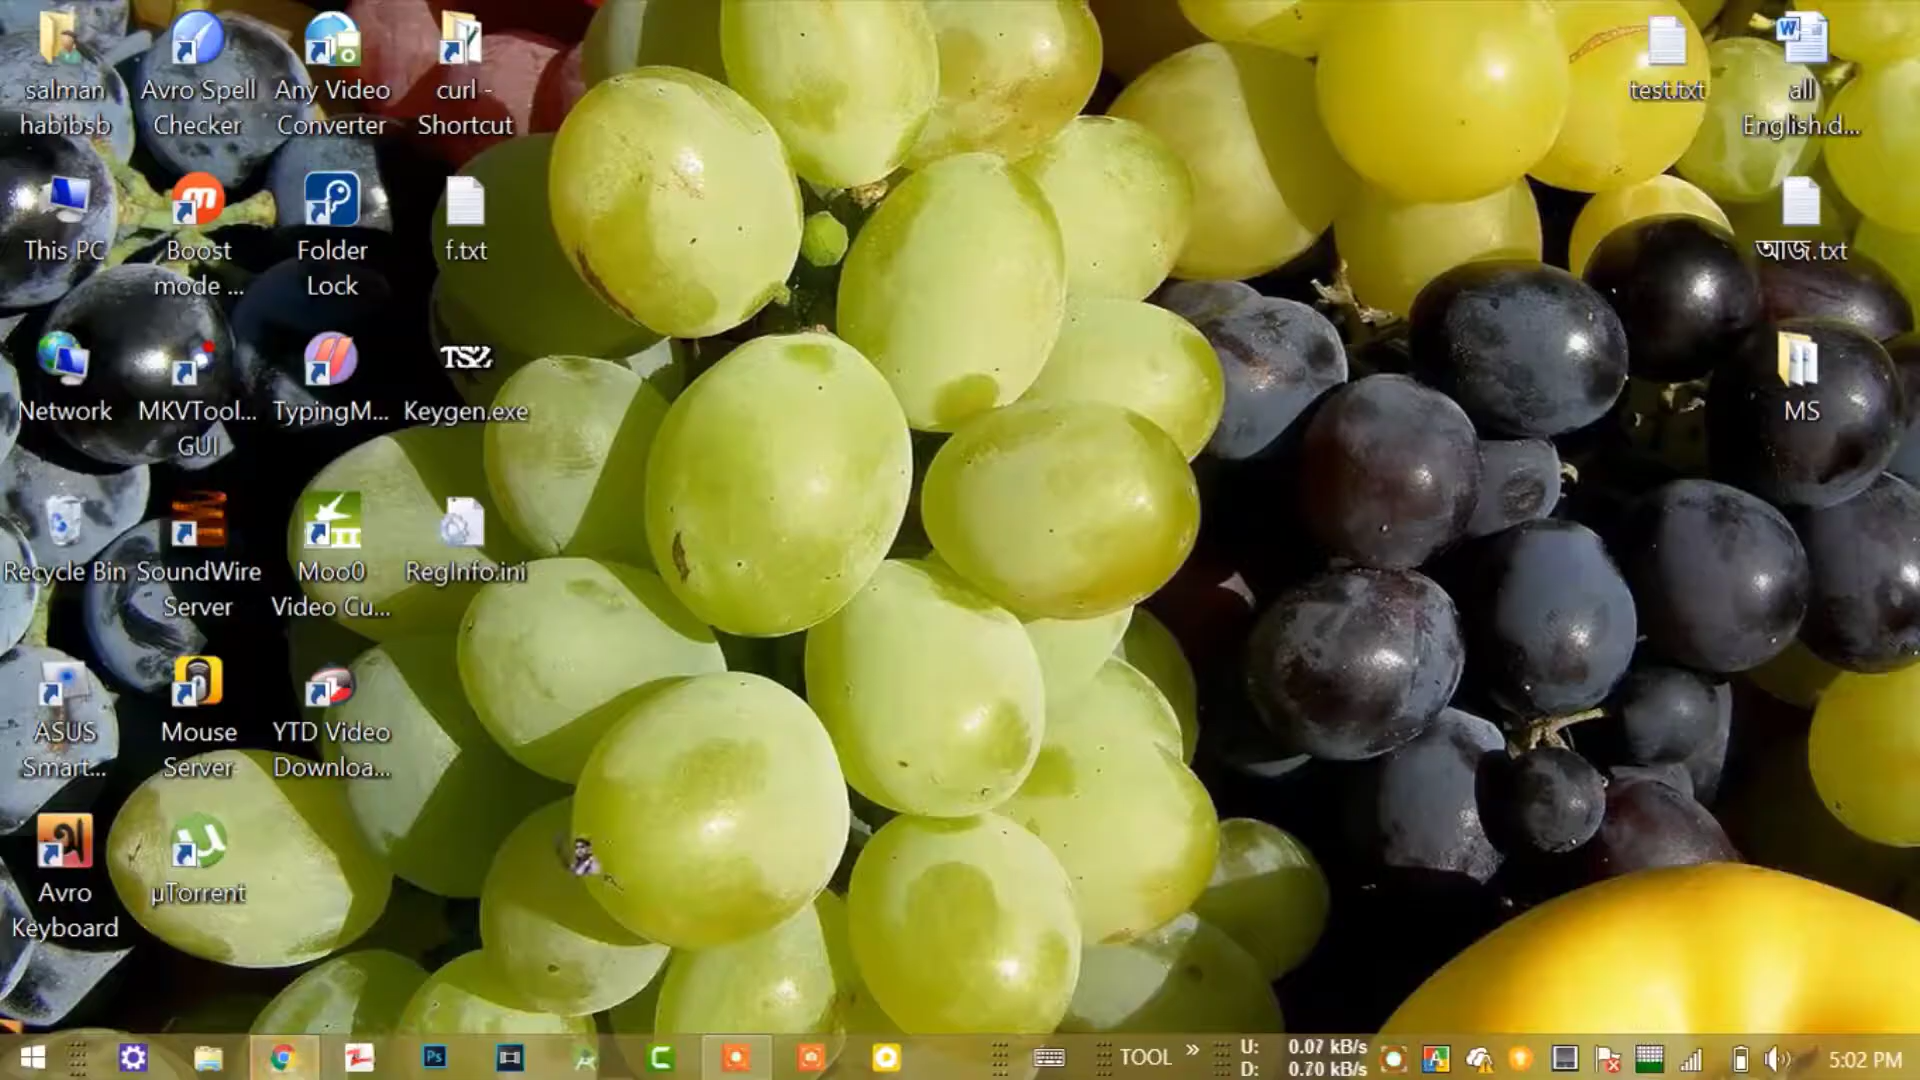 salman
habibsb
Avro Spell
Checker
Any Video
Converter
curl -
Shortcut
test.txt
all
English.d...
This PC
Boost
mode ...
Folder
Lock
f.txt
আজ.txt
Network
MKVTool...
GUI
TypingM...
TSZ
Keygen.exe
MS
Recycle Bin
SoundWire
Server
Moo0
Video Cu...
RegInfo.ini
ASUS
Smart...
Mouse
Server
YTD Video
Downloa...
Avro
Keyboard
µTorrent
Ps
TOOL »
U: 0.07 kB/s
D: 0.70 kB/s
5:02 PM